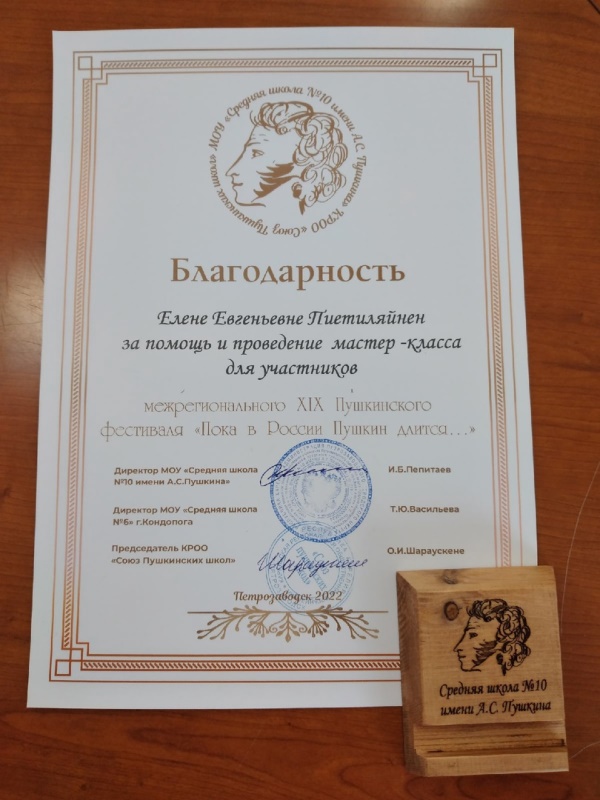 МОУ «Средняя школа №10 имени А.С. Пушкина» КРОО «Союз Пушкинских школ»
Благодарность
Елене Евгеньевне Пиетиляйнен
за помощь и проведение мастер -класса
для участников
межрегионального XIX Пушкинского
фестиваля «Пока в России Пушкин длится...»
Директор МОУ «Средняя школа
№10 имени А.С.Пушкина»
И.Б.Пепитаев
Директор МОУ «Средняя школа
№6» г.Кондопога
Т.Ю.Васильева
Председатель КРОО
«Союз Пушкинских школ»
О.И.Шараускене
Петрозаводск 2022
Средняя школа №10
имени А.С. Пушкина